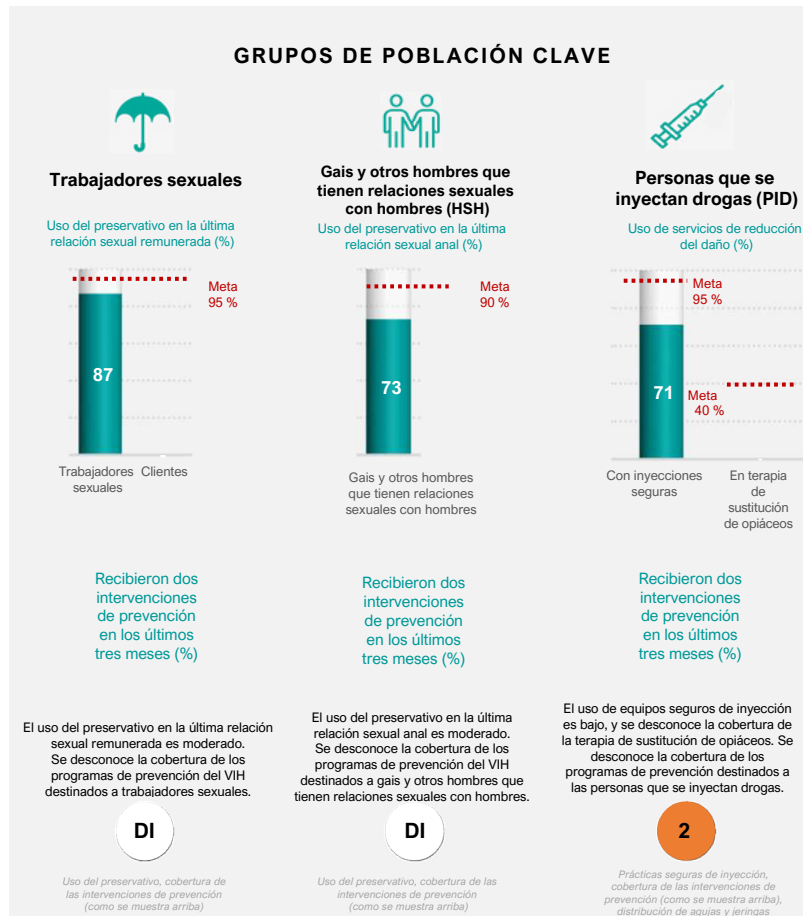 GRUPOS DE POBLACIÓN CLAVE
Trabajadores sexuales
Uso del preservativo en la última
relación sexual remunerada (%)
Meta
95 %
87
Trabajadores
sexuales
Clientes
Recibieron dos
intervenciones
de prevención
en los últimos
tres meses (%)
El uso del preservativo en la última relación
sexual remunerada es moderado.
Se desconoce la cobertura de los
programas de prevención del VIH
destinados a trabajadores sexuales.
DI
Uso del preservativo, cobertura de
las intervenciones de prevención
(como se muestra arriba)
Gais y otros hombres que
tienen relaciones sexuales
con hombres (HSH)
Uso del preservativo en la última
relación sexual anal (%)
Meta
90 %
73
Gais y otros hombres
que tienen relaciones
sexuales con hombres
Recibieron dos
intervenciones
de prevención
en los últimos
tres meses (%)
El uso del preservativo en la última
relación sexual anal es moderado.
Se desconoce la cobertura de los
programas de prevención del VIH
destinados a gais y otros hombres que
tienen relaciones sexuales con hombres.
DI
Uso del preservativo, cobertura de las
intervenciones de prevención
(como se muestra arriba)
Personas que se
inyectan drogas (PID)
Uso de servicios de reducción
del daño (%)
Meta
95 %
71
Meta
40 %
Con inyecciones
seguras
En terapia
de
sustitución
de opiáceos
Recibieron dos
intervenciones
de prevención
en los últimos
tres meses (%)
El uso de equipos seguros de inyección
es bajo, y se desconoce la cobertura de
la terapia de sustitución de opiáceos. Se
desconoce la cobertura de los
programas de prevención destinados a
las personas que se inyectan drogas.
2
Prácticas seguras de inyección,
cobertura de las intervenciones de
prevención (como se muestra arriba),
distribución de agujas y jeringas